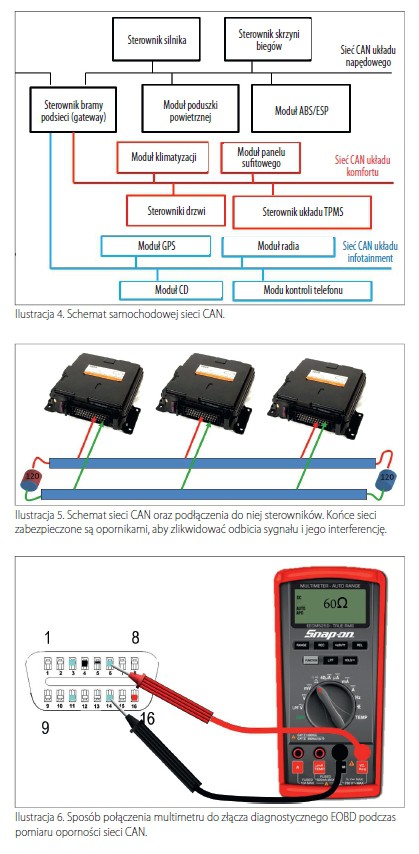 Sterownik silnika
Sterownik skrzyni
biegów
Sieć CAN układu
napędowego
Sterownik bramy
podsieci (gateway)
Moduł poduszki
powietrznej
Moduł ABS/ESP
Moduł klimatyzacji
Moduł panelu
sufitowego
Sieć CAN układu
komfortu
Sterowniki drzwi
Sterownik układu TPMS
Moduł GPS
Moduł radia
Sieć CAN układu
infotainment
Moduł CD
Modu kontroli telefonu
Ilustracja 4. Schemat samochodowej sieci CAN.
120
120
Ilustracja 5. Schemat sieci CAN oraz podłączenia do niej sterowników. Końce sieci
zabezpieczone są opornikami, aby zlikwidować odbicia sygnału i jego interferencję.
MULTIMETER - AUTO RANGE
60Ω
Snap-on
1
8
1 2 3 4 5 6 7 8
9 10 11 12 13 14 15 16
9
16
TEMP
Ilustracja 6. Sposób połączenia multimetru do złącza diagnostycznego EOBD podczas
pomiaru oporności sieci CAN.